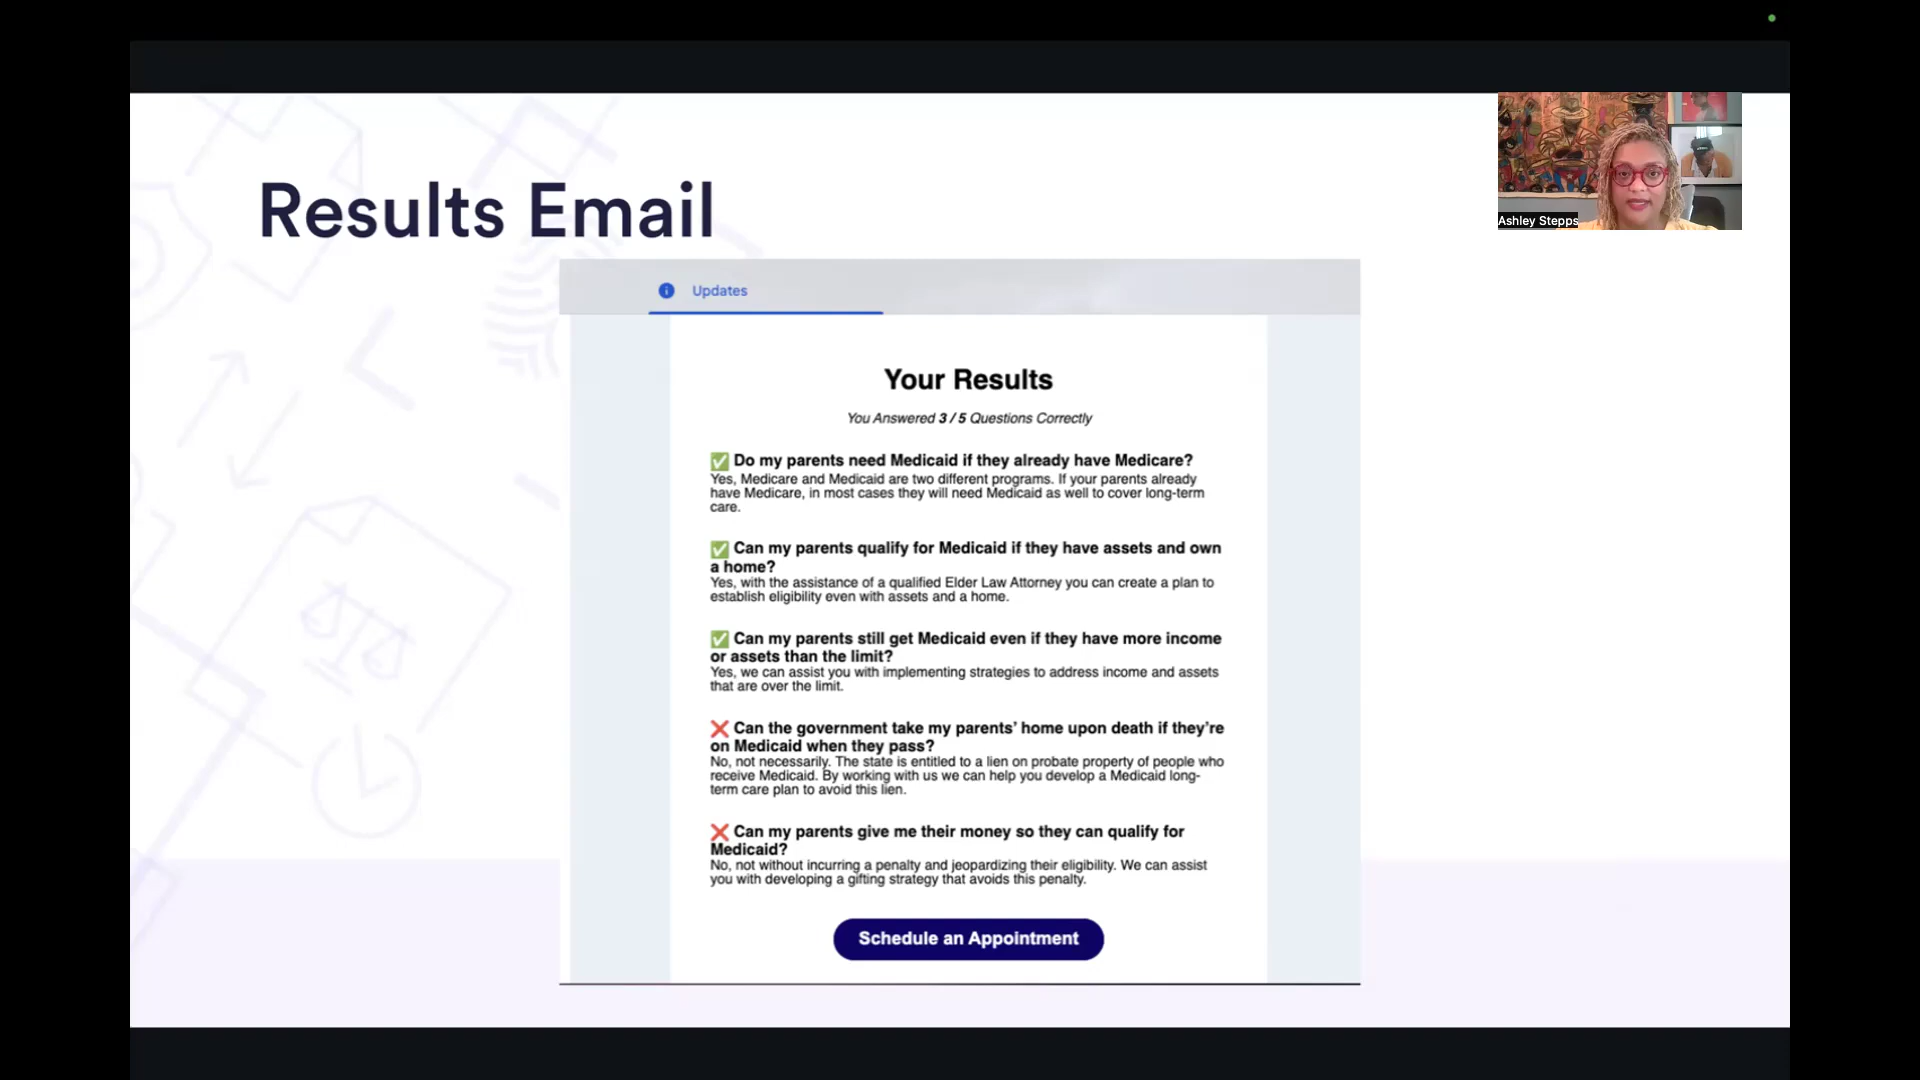 Results Email
Ashley Stepps
Updates
Your Results
You Answered 3 / 5 Questions Correctly
✅ Do my parents need Medicaid if they already have Medicare?
Yes, Medicare and Medicaid are two different programs. If your parents already
have Medicare, in most cases they will need Medicaid as well to cover long-term
care.
✅ Can my parents qualify for Medicaid if they have assets and own
a home?
Yes, with the assistance of a qualified Elder Law Attorney you can create a plan to
establish eligibility even with assets and a home.
✅ Can my parents still get Medicaid even if they have more income
or assets than the limit?
Yes, we can assist you with implementing strategies to address income and assets
that are over the limit.
❌ Can the government take my parents’ home upon death if they’re
on Medicaid when they pass?
No, not necessarily. The state is entitled to a lien on probate property of people who
receive Medicaid. By working with us we can help you develop a Medicaid long-
term care plan to avoid this lien.
❌ Can my parents give me their money so they can qualify for
Medicaid?
No, not without incurring a penalty and jeopardizing their eligibility. We can assist
you with developing a gifting strategy that avoids this penalty.
Schedule an Appointment